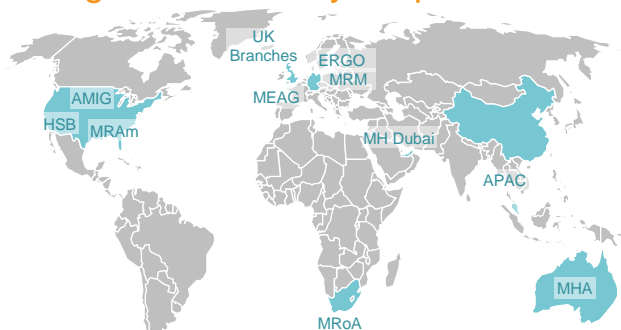 UK
Branches
ERGO
MRM
MEAG
AMIG
HSB
MRAm
MH Dubai
APAC
MHA
MRoA